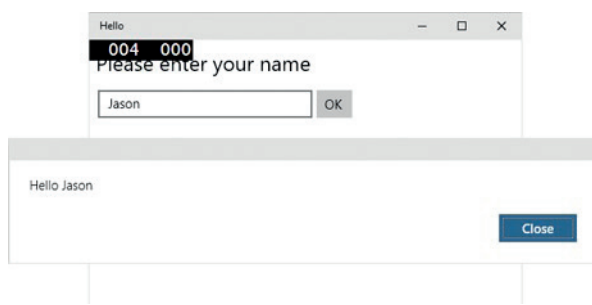 Hello
004 000
Please enter your name
Jason OK
Hello Jason
Close